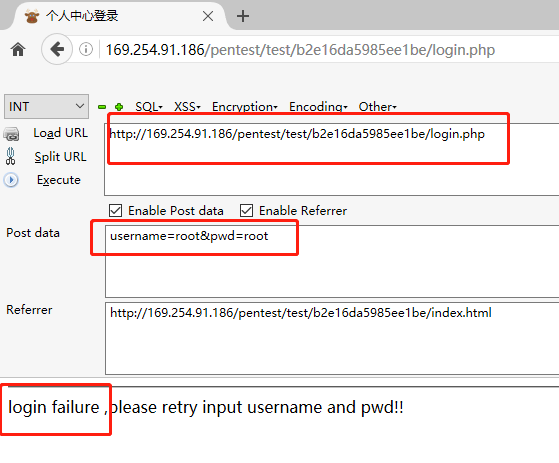 个人中心登录
169.254.91.186/pentest/test/b2e16da5985ee1be/login.php
INT SQL XSS Encryption Encoding Other
Load URL
http://169.254.91.186/pentest/test/b2e16da5985ee1be/login.php
Split URL
Execute
Enable Post data Enable Referrer
Post data
username=root&pwd=root
Referrer
http://169.254.91.186/pentest/test/b2e16da5985ee1be/index.html
login failure ,please retry input username and pwd!!